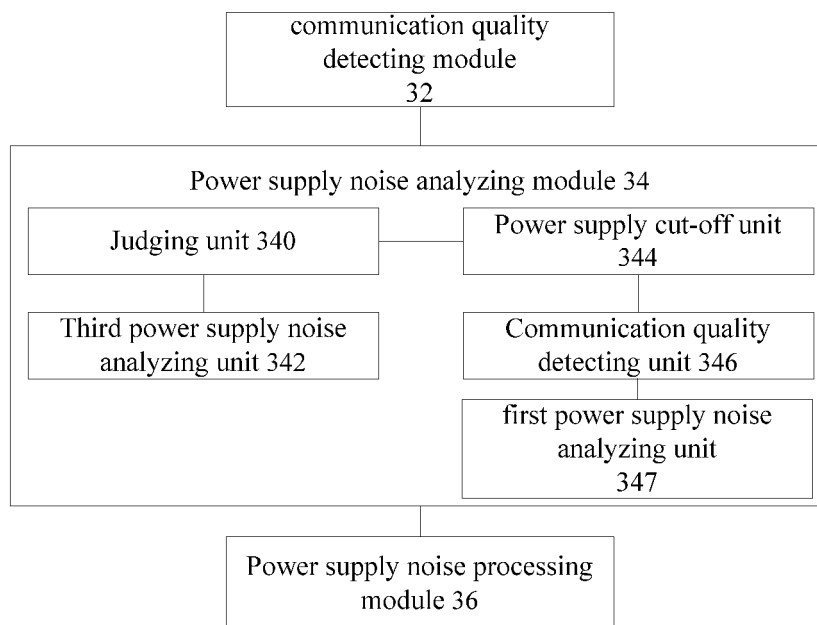 communication quality
detecting module
32
Power supply noise analyzing module 34
Judging unit 340
Power supply cut-off unit
344
Third power supply noise
analyzing unit 342
Communication quality
detecting unit 346
first power supply noise
analyzing unit
347
Power supply noise processing
module 36